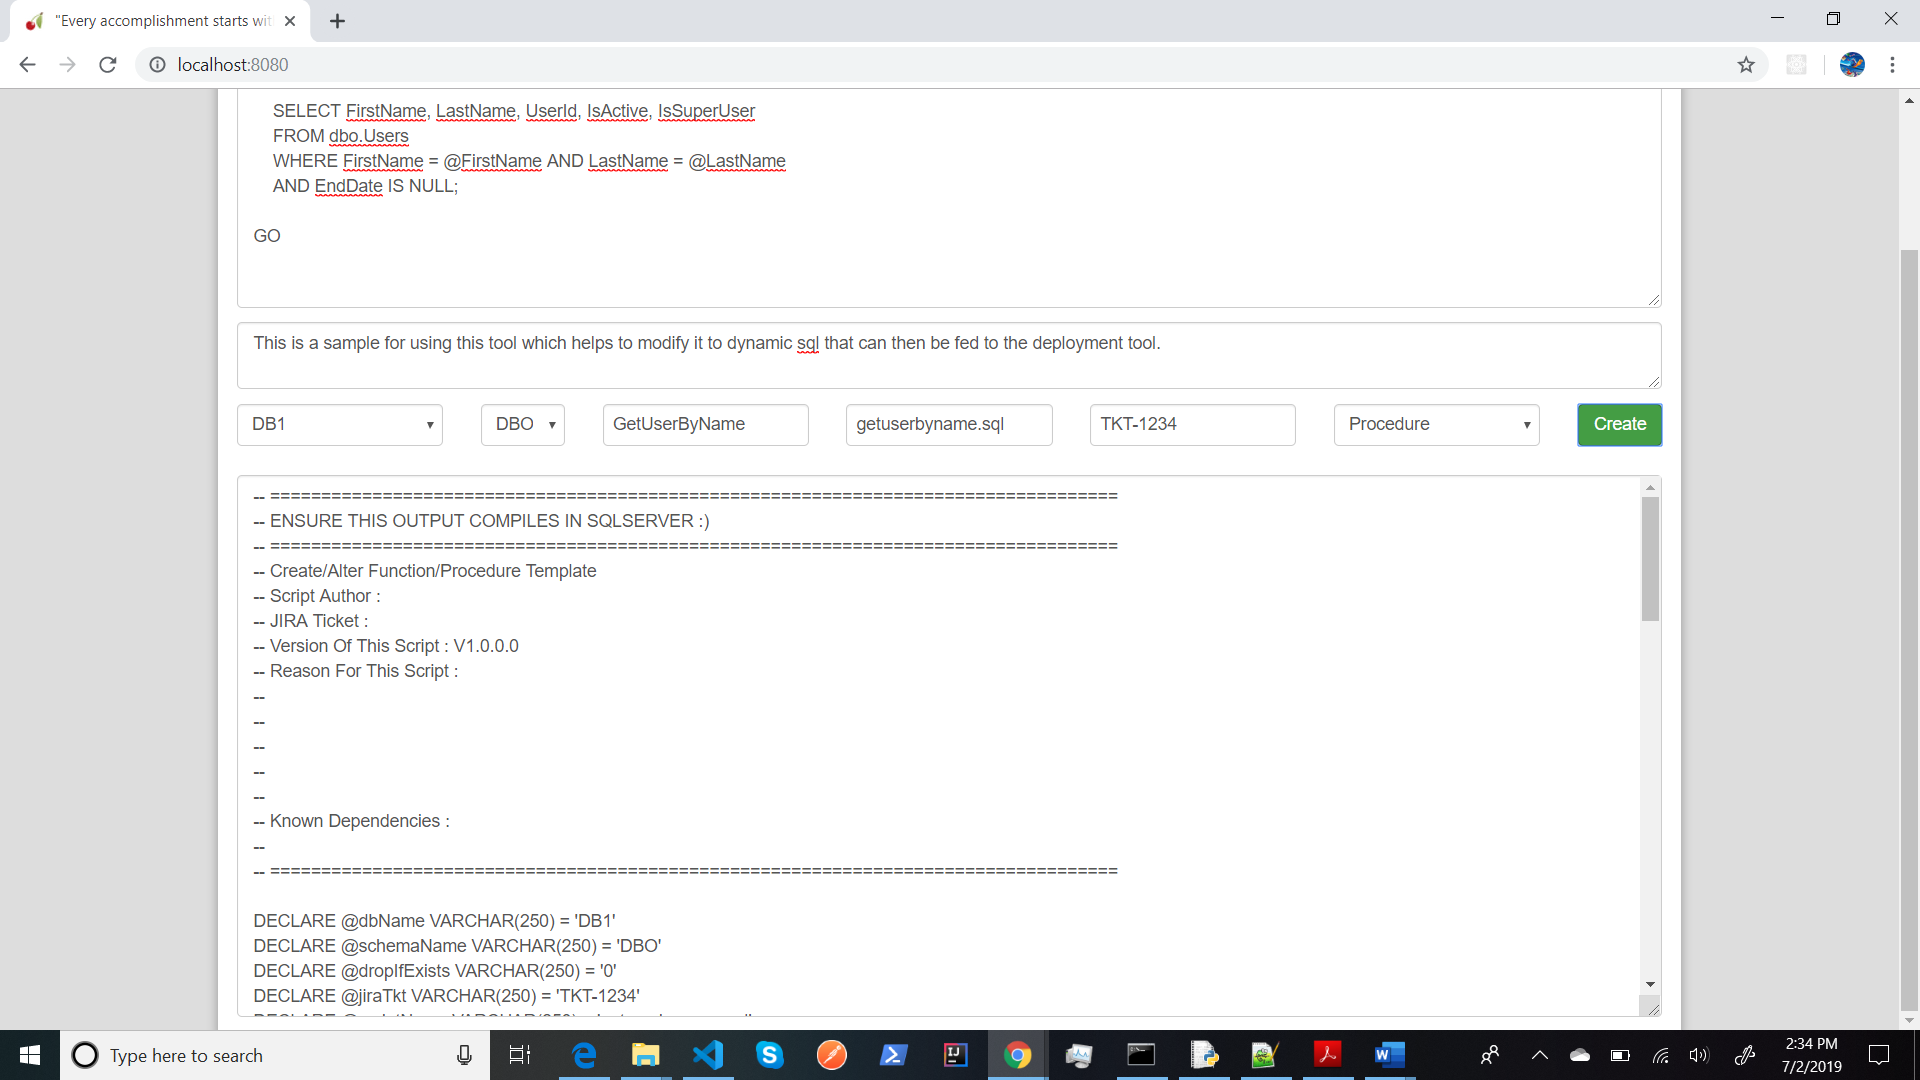 "Every accomplishment starts wit
localhost:8080
SELECT FirstName, LastName, UserId, IsActive, IsSuperUser
FROM dbo.Users
WHERE FirstName = @FirstName AND LastName = @LastName
AND EndDate IS NULL;
GO
This is a sample for using this tool which helps to modify it to dynamic sql that can then be fed to the deployment tool.
DB1 DBO GetUserByName getuserbyname.sql TKT-1234 Procedure Create
-- ===================================================================================
-- ENSURE THIS OUTPUT COMPILES IN SQLSERVER :)
-- ===================================================================================
-- Create/Alter Function/Procedure Template
-- Script Author :
-- JIRA Ticket :
-- Version Of This Script : V1.0.0.0
-- Reason For This Script :
--
--
--
--
--
-- Known Dependencies :
--
-- ===================================================================================
DECLARE @dbName VARCHAR(250) = 'DB1'
DECLARE @schemaName VARCHAR(250) = 'DBO'
DECLARE @dropIfExists VARCHAR(250) = '0'
DECLARE @jiraTkt VARCHAR(250) = 'TKT-1234'
Type here to search
2:34 PM
7/2/2019